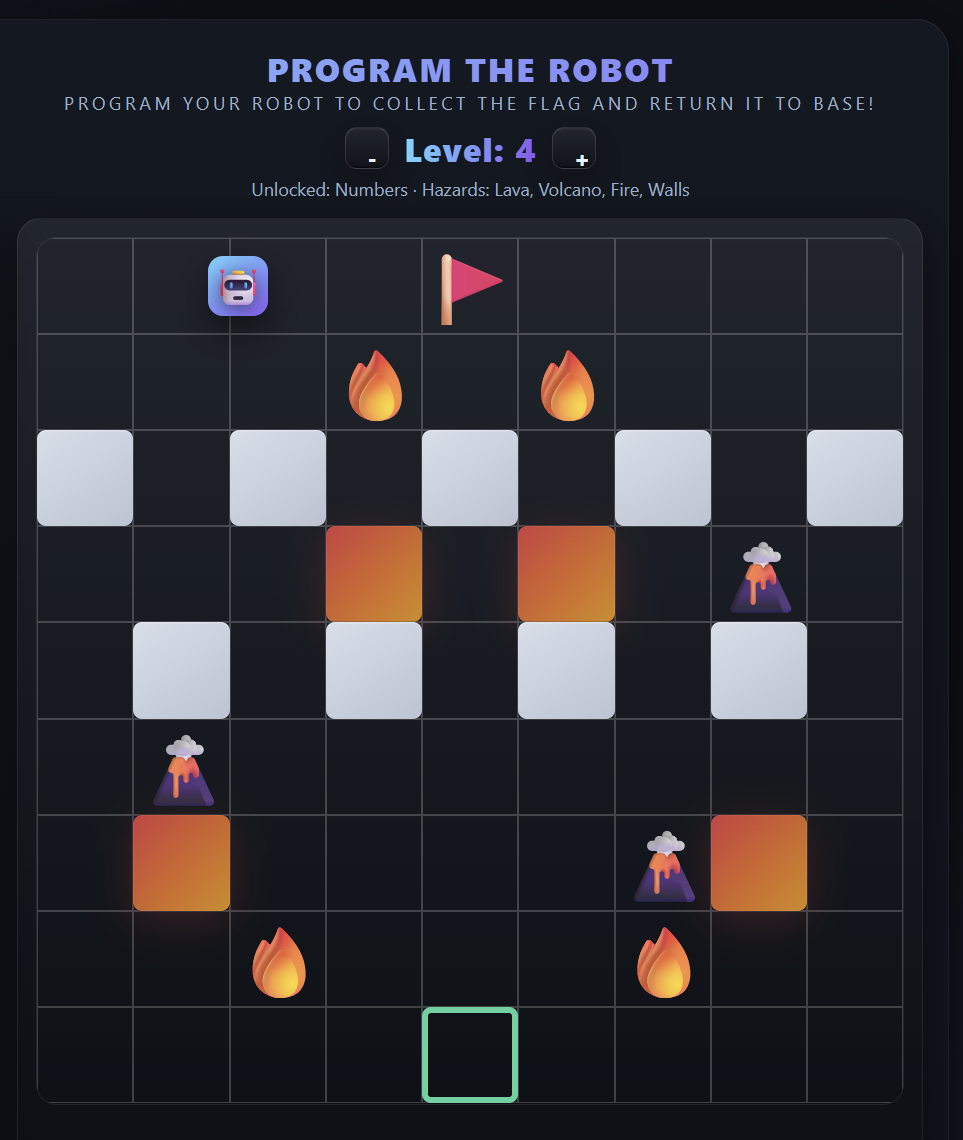 PROGRAM THE ROBOT
PROGRAM YOUR ROBOT TO COLLECT THE FLAG AND RETURN IT TO BASE!
- Level: 4 +
Unlocked: Numbers · Hazards: Lava, Volcano, Fire, Walls